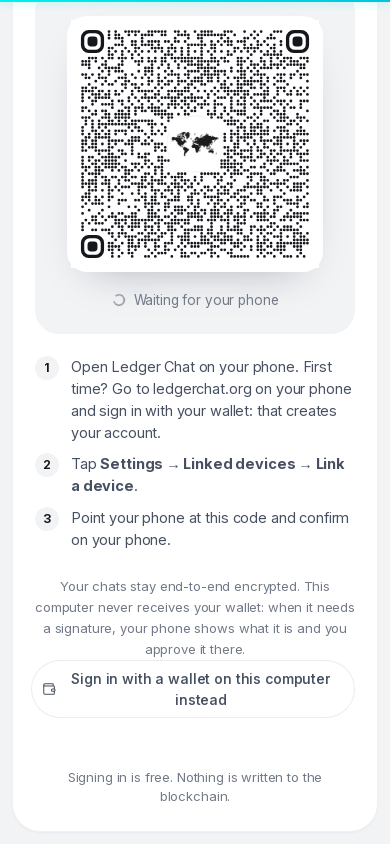 Waiting for your phone
1 Open Ledger Chat on your phone. First
time? Go to ledgerchat.org on your phone
and sign in with your wallet: that creates
your account.
2 Tap Settings → Linked devices → Link
a device.
3 Point your phone at this code and confirm
on your phone.
Your chats stay end-to-end encrypted. This
computer never receives your wallet: when it needs
a signature, your phone shows what it is and you
approve it there.
Sign in with a wallet on this computer
instead
Signing in is free. Nothing is written to the
blockchain.